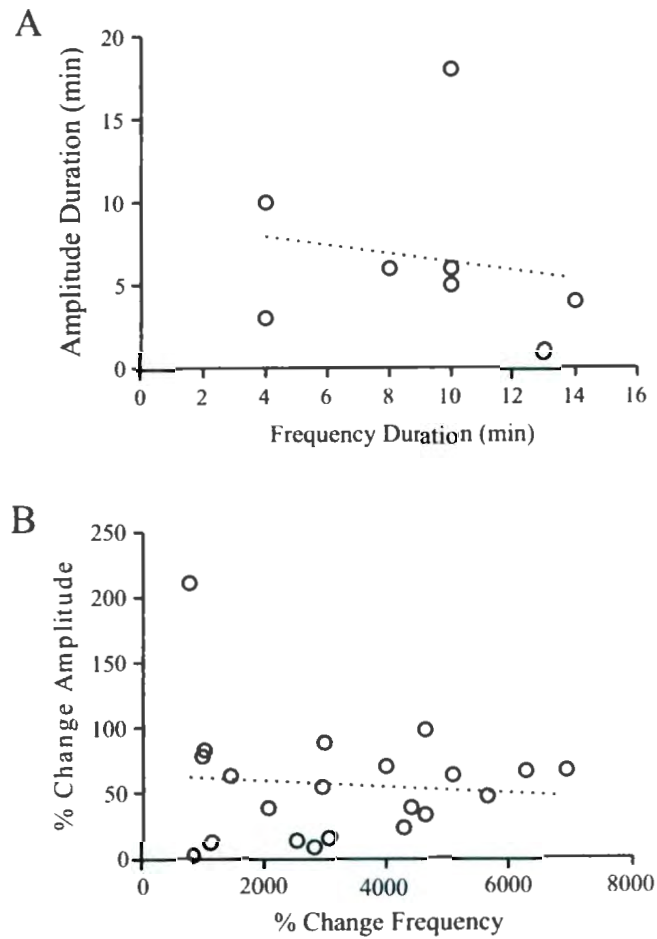 A
20
15
10
5
0
Amplitude Duration (min)
0 2 4 6 8 10 12 14 16
Frequency Duration (min)
B
250
200
150
100
50
0
% Change Amplitude
0 2000 4000 6000 8000
% Change Frequency